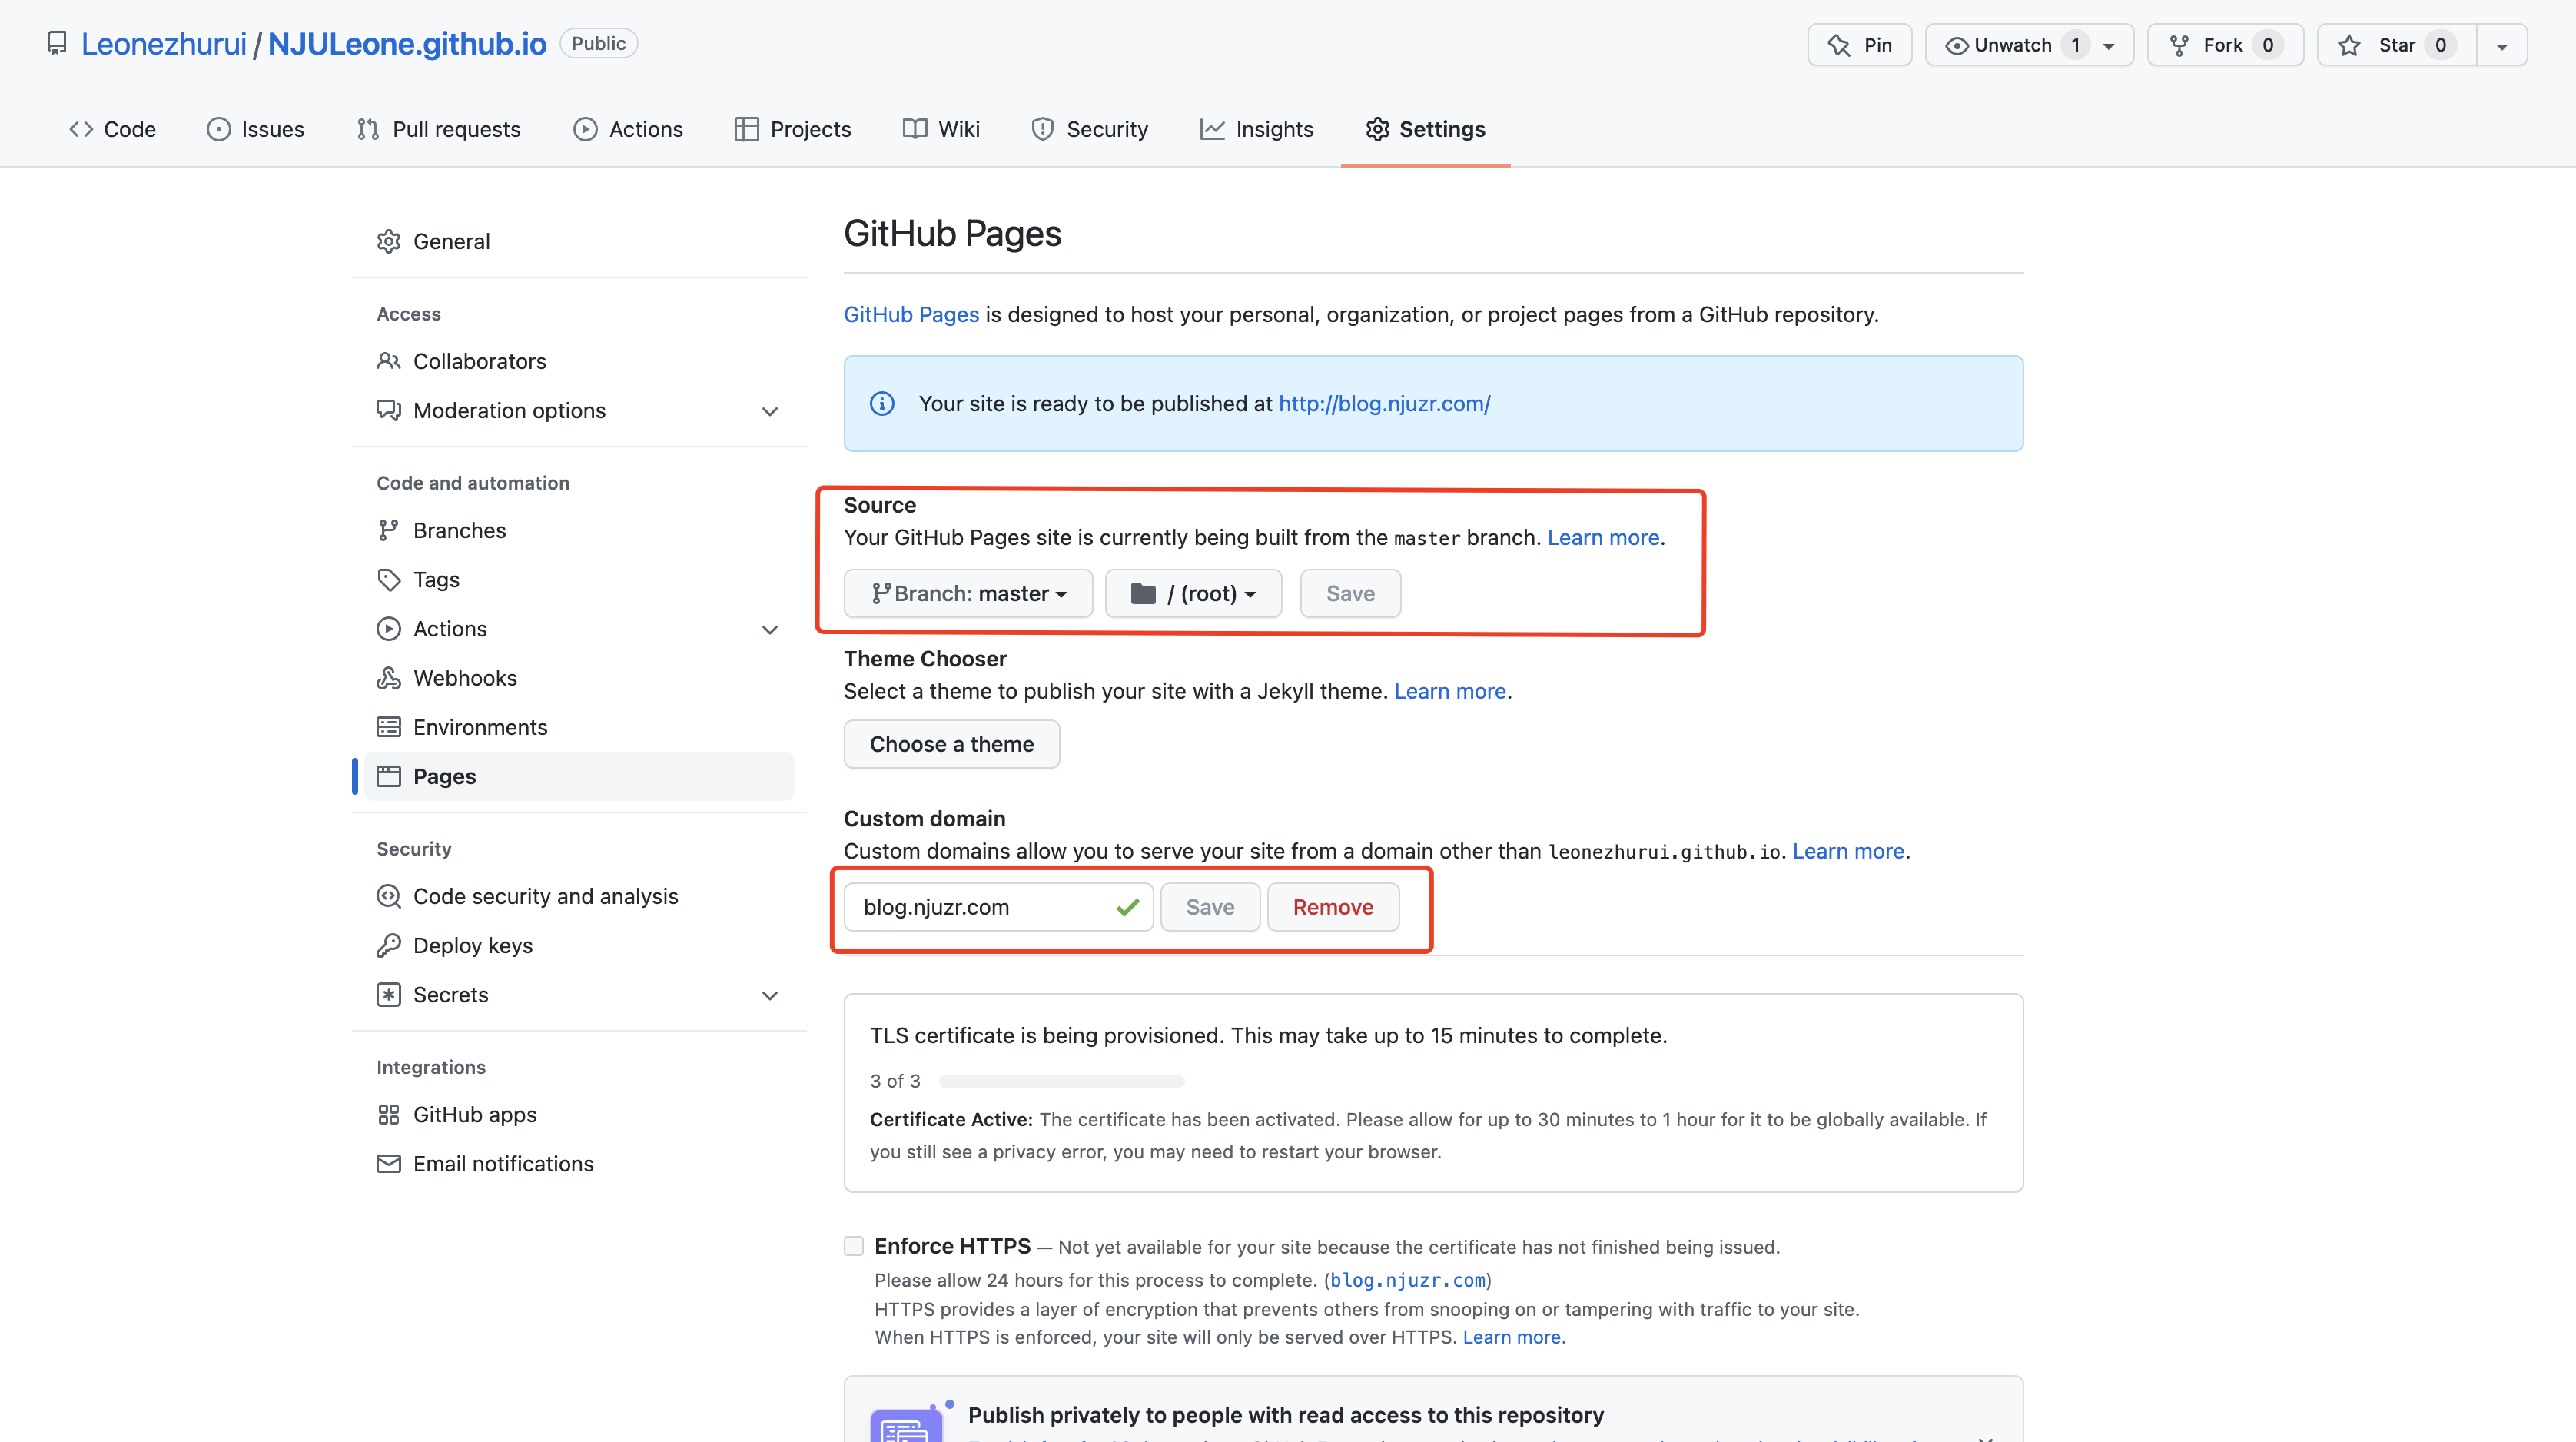 Leonezhurui / NJULeone.github.io Public
Pin
Unwatch 1
Fork 0
Star 0
Code
Issues
Pull requests
Actions
Projects
Wiki
Security
Insights
Settings
General
Access
Collaborators
Moderation options
Code and automation
Branches
Tags
Actions
Webhooks
Environments
Pages
Security
Code security and analysis
Deploy keys
Secrets
Integrations
GitHub apps
Email notifications
GitHub Pages
GitHub Pages is designed to host your personal, organization, or project pages from a GitHub repository.
Your site is ready to be published at http://blog.njuzr.com/
Source
Your GitHub Pages site is currently being built from the master branch. Learn more.
Branch: master
/ (root)
Save
Theme Chooser
Select a theme to publish your site with a Jekyll theme. Learn more.
Choose a theme
Custom domain
Custom domains allow you to serve your site from a domain other than leonezhurui.github.io. Learn more.
blog.njuzr.com
Save
Remove
TLS certificate is being provisioned. This may take up to 15 minutes to complete.
3 of 3
Certificate Active: The certificate has been activated. Please allow for up to 30 minutes to 1 hour for it to be globally available. If
you still see a privacy error, you may need to restart your browser.
Enforce HTTPS — Not yet available for your site because the certificate has not finished being issued.
Please allow 24 hours for this process to complete. (blog.njuzr.com)
HTTPS provides a layer of encryption that prevents others from snooping on or tampering with traffic to your site.
When HTTPS is enforced, your site will only be served over HTTPS. Learn more.
Publish privately to people with read access to this repository